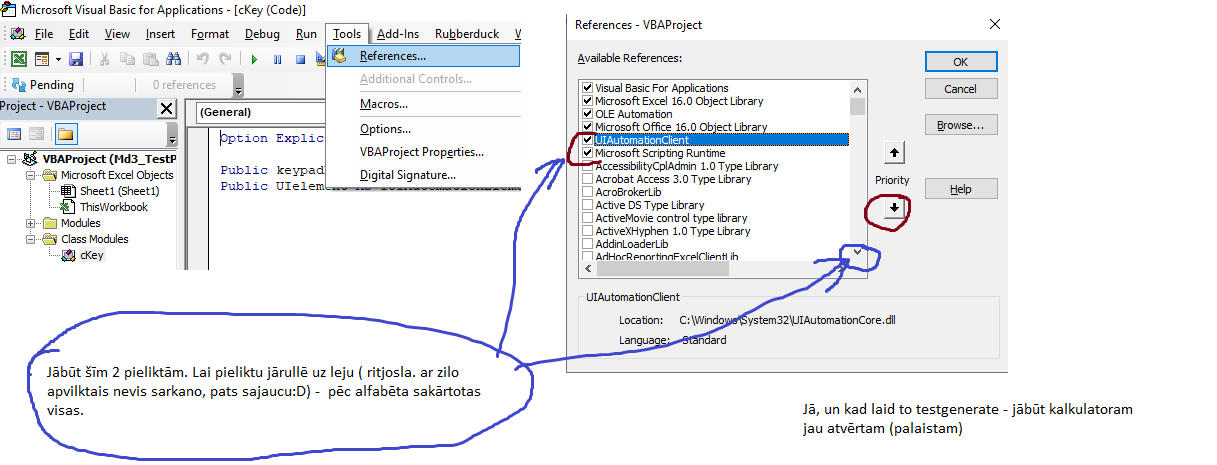 Microsoft Visual Basic for Applications - [cKey (Code)]
File Edit View Insert Format Debug Run Tools Add-Ins Rubberduck
Pending 0 references
Project - VBAProject
VBAProject (Md3_TestP
Microsoft Excel Objects
Sheet1 (Sheet1)
ThisWorkbook
Modules
Class Modules
cKey
(General)
Option Explic
Public keypad
Public UIelem
References...
Additional Controls...
Macros...
Options...
VBAProject Properties...
Digital Signature...
References - VBAProject
Available References:
Visual Basic For Applications
Microsoft Excel 16.0 Object Library
OLE Automation
Microsoft Office 16.0 Object Library
UIAutomationClient
Microsoft Scripting Runtime
AccessibilityCplAdmin 1.0 Type Library
Acrobat Access 3.0 Type Library
AcroBrokerLib
Active DS Type Library
ActiveMovie control type library
ActiveXHyphen 1.0 Type Library
AddinLoaderLib
AdHocReportingExcelClientLib
OK
Cancel
Browse...
Priority
Help
UIAutomationClient
Location: C:\Windows\System32\UIAutomationCore.dll
Language: Standard
Jābūt šīm 2 pieliktām. Lai pieliktu jārullē uz leju ( ritjosla. ar zilo
apvilktais nevis sarkano, pats sajaucu:D) - pēc alfabēta sakārtotas
visas.
Jā, un kad laid to testgenerate - jābūt kalkulatoram
jau atvērtam (palaistam)